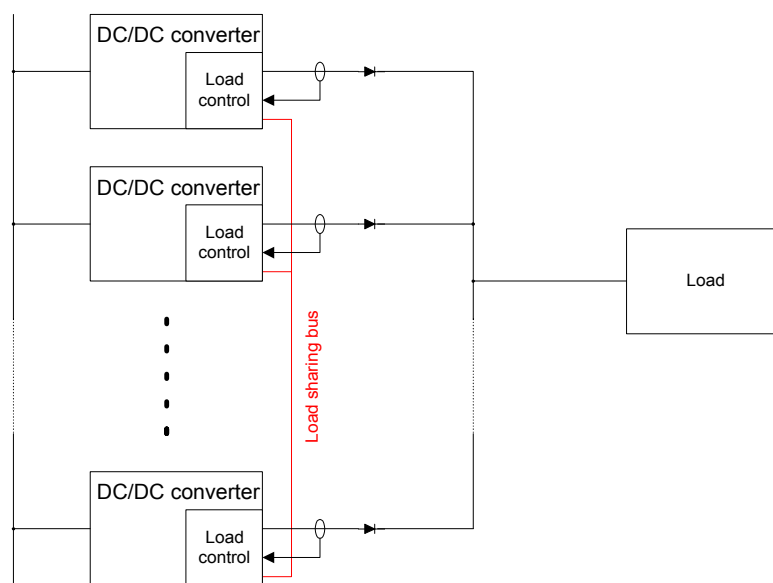 DC/DC converter
Load
control
DC/DC converter
Load
control
Load
Load sharing bus
DC/DC converter
Load
control